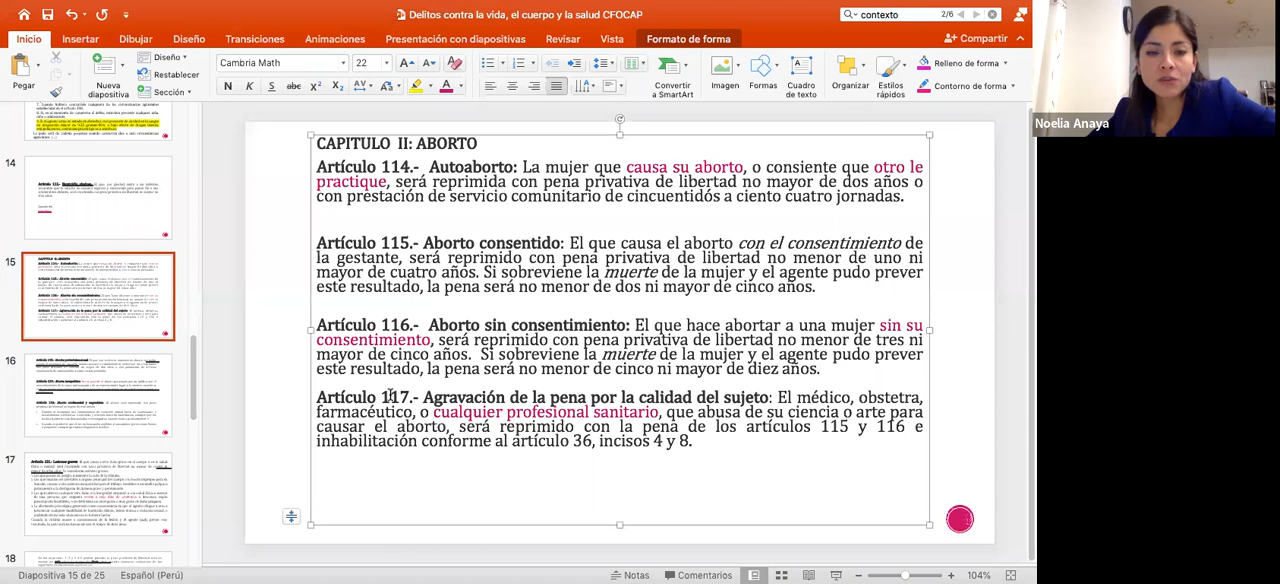 Delitos contra la vida, el cuerpo y la salud CFOCAP
contexto
2/6
Inicio
Insertar
Dibujar
Diseño
Transiciones
Animaciones
Presentación con diapositivas
Revisar
Vista
Formato de forma
Compartir
Pegar
Nueva diapositiva
Diseño
Restablecer
Sección
Cambria Math
22
N K S abc X² X₂
Convertir a SmartArt
Imagen
Formas
Cuadro de texto
Organizar
Estilos rápidos
Relleno de forma
Contorno de forma
Noelia Anaya
14
15
16
17
18
CAPITULO II: ABORTO
Artículo 114.- Autoaborto: La mujer que causa su aborto, o consiente que otro le
practique, será reprimida con pena privativa de libertad no mayor de dos años o
con prestación de servicio comunitario de cincuentidós a ciento cuatro jornadas.
Artículo 115.- Aborto consentido: El que causa el aborto con el consentimiento de
la gestante, será reprimido con pena privativa de libertad no menor de uno ni
mayor de cuatro años. Si sobreviene la muerte de la mujer y el agente pudo prever
este resultado, la pena será no menor de dos ni mayor de cinco años.
Artículo 116.- Aborto sin consentimiento: El que hace abortar a una mujer sin su
consentimiento, será reprimido con pena privativa de libertad no menor de tres ni
mayor de cinco años. Si sobreviene la muerte de la mujer y el agente pudo prever
este resultado, la pena será no menor de cinco ni mayor de diez años.
Artículo 117.- Agravación de la pena por la calidad del sujeto: El médico, obstetra,
farmacéutico, o cualquier profesional sanitario, que abusa de su ciencia o arte para
causar el aborto, será reprimido con la pena de los artículos 115 y 116 e
inhabilitación conforme al artículo 36, incisos 4 y 8.
Diapositiva 15 de 25
Español (Perú)
Notas
Comentarios
104%